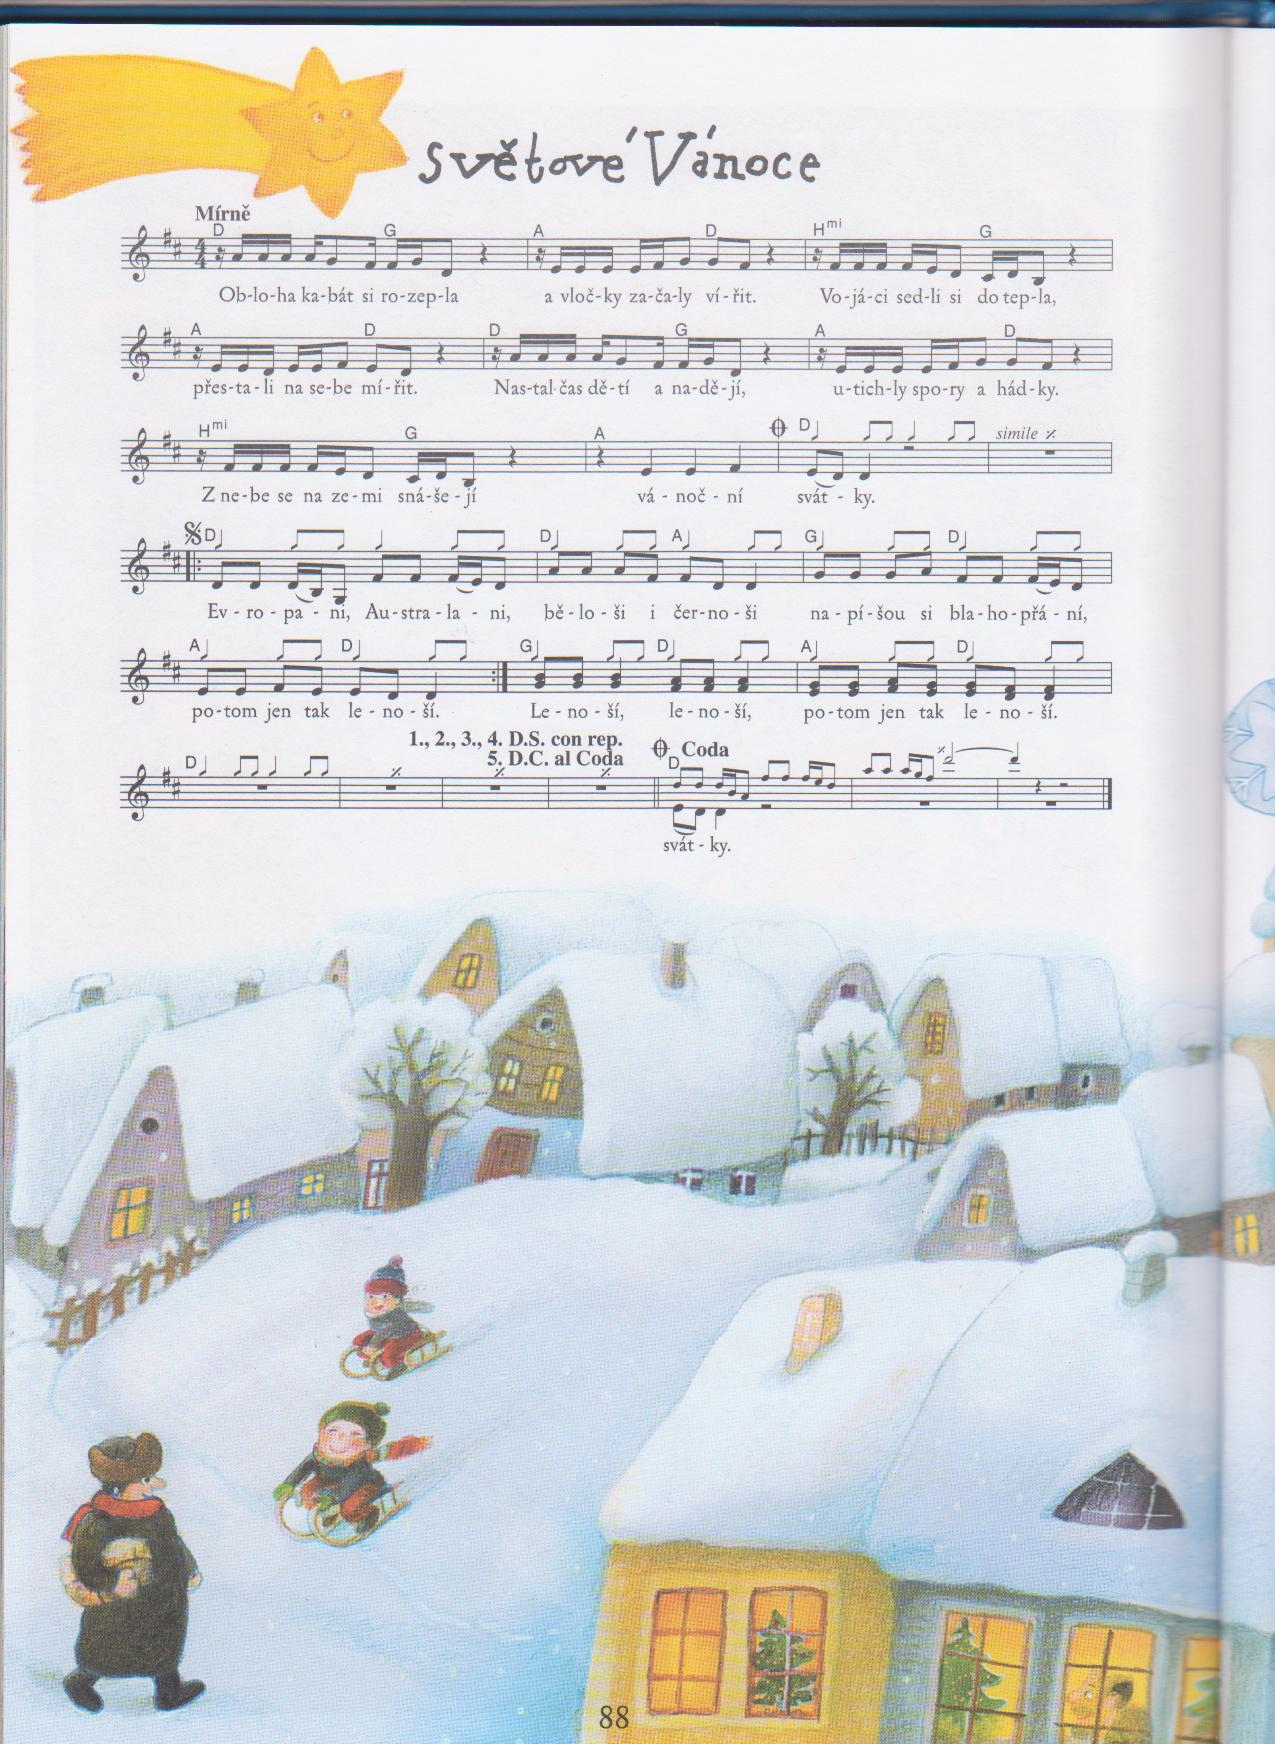 světové Vánoce
Mírně
D G A D Hmi G
4
4
Ob-lo-ha ka-bát si ro-zep-la a vloč-ky za-ča-ly ví-řit. Vo-já-ci sed-li si do tep-la,
A D D G A D
přes-ta-li na se-be mí-řit. Nas-tal čas dě-tí a na-dě-jí, u-tich-ly spo-ry a hád-ky.
Hmi G A D simile
Z ne-be se na ze-mi sná-še-jí vá-noč-ní svát-ky.
D D A G D
Ev-ro-pa-ni, Au-stra-la-ni, bě-lo-ši i čer-no-ši na-pí-šou si bla-ho-přá-ní,
A D G D A D
po-tom jen tak le-no-ší. Le-no-ší, le-no-ší, po-tom jen tak le-no-ší.
1., 2., 3., 4. D.S. con rep.
5. D.C. al Coda Coda
D D
svát-ky.
88